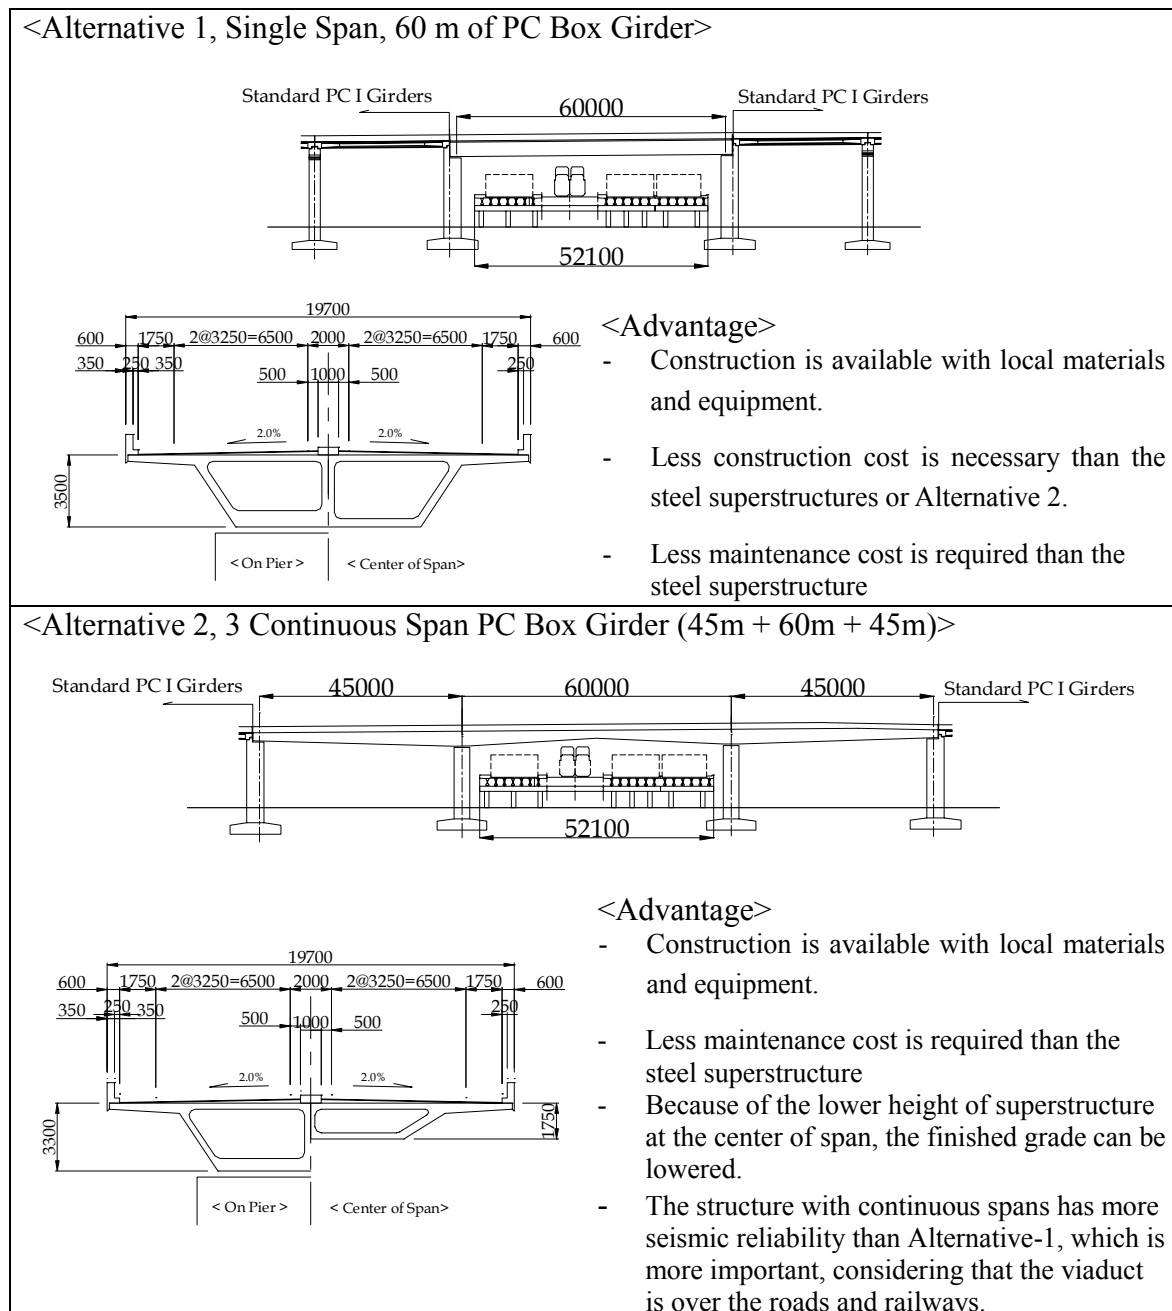 <Alternative 1, Single Span, 60 m of PC Box Girder>
Standard PC I Girders
60000
Standard PC I Girders
52100
19700
600 1750 2@3250=6500 2000 2@3250=6500 1750 600
350 250 350 250
500 1000 500
2.0% 2.0%
3500
< On Pier > < Center of Span>
<Advantage>
- Construction is available with local materials
and equipment.
- Less construction cost is necessary than the
steel superstructures or Alternative 2.
- Less maintenance cost is required than the
steel superstructure
<Alternative 2, 3 Continuous Span PC Box Girder (45m + 60m + 45m)>
Standard PC I Girders
45000 60000 45000
Standard PC I Girders
52100
19700
600 1750 2@3250=6500 2000 2@3250=6500 1750 600
350 250 350 250
500 1000 500
2.0% 2.0%
3300
1750
< On Pier > < Center of Span>
<Advantage>
- Construction is available with local materials
and equipment.
- Less maintenance cost is required than the
steel superstructure
- Because of the lower height of superstructure
at the center of span, the finished grade can be
lowered.
- The structure with continuous spans has more
seismic reliability than Alternative-1, which is
more important, considering that the viaduct
is over the roads and railways.